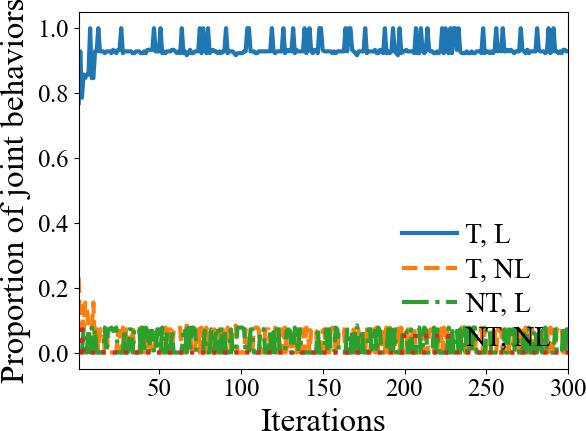 Proportion of joint behaviors
1.0
0.8
0.6
0.4
0.2
0.0
T, L
T, NL
NT, L
NT, NL
50
100
150
200
250
300
Iterations